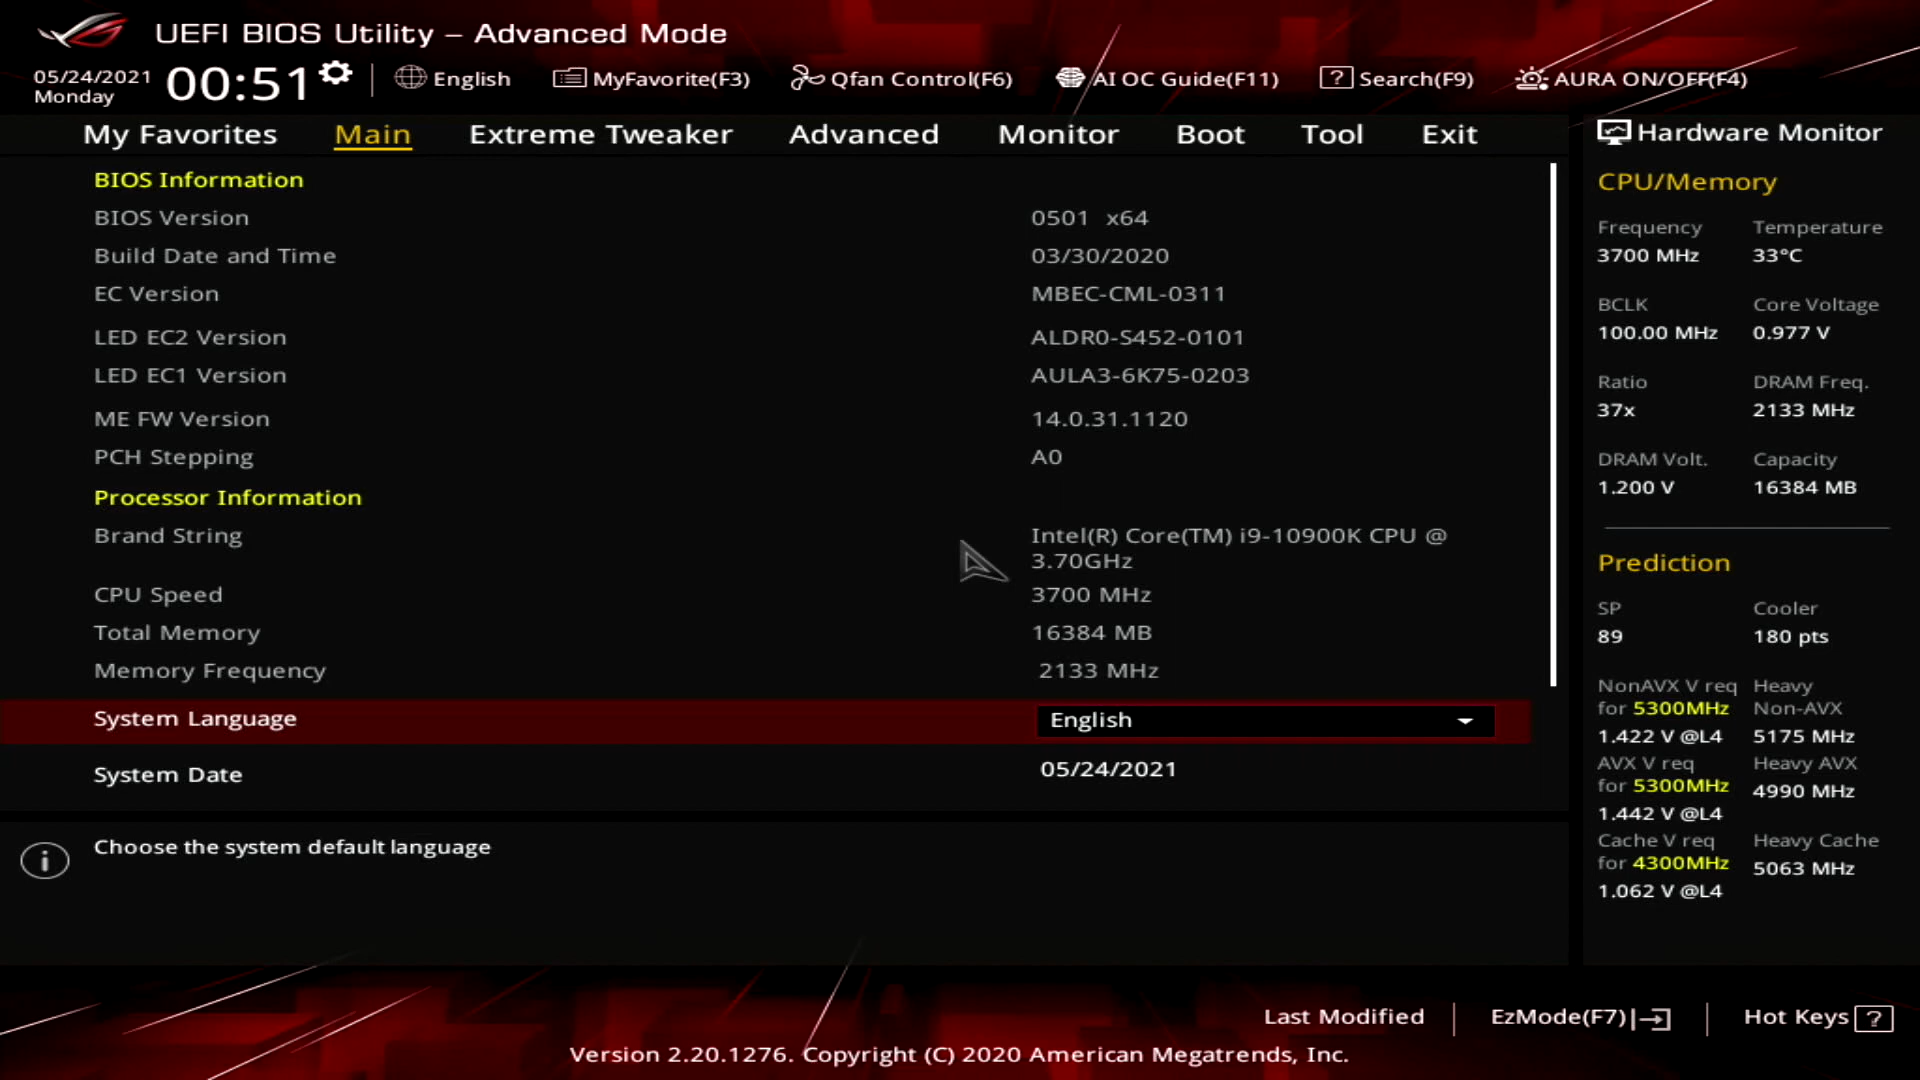 UEFI BIOS Utility – Advanced Mode
05/24/2021
Monday
00:51
English
MyFavorite(F3)
Qfan Control(F6)
AI OC Guide(F11)
? Search(F9)
AURA ON/OFF(F4)
My Favorites
Main
Extreme Tweaker
Advanced
Monitor
Boot
Tool
Exit
BIOS Information
BIOS Version 0501 x64
Build Date and Time 03/30/2020
EC Version MBEC-CML-0311
LED EC2 Version ALDR0-S452-0101
LED EC1 Version AULA3-6K75-0203
ME FW Version 14.0.31.1120
PCH Stepping A0
Processor Information
Brand String Intel(R) Core(TM) i9-10900K CPU @
3.70GHz
CPU Speed 3700 MHz
Total Memory 16384 MB
Memory Frequency 2133 MHz
System Language English
System Date 05/24/2021
i Choose the system default language
Hardware Monitor
CPU/Memory
Frequency Temperature
3700 MHz 33°C
BCLK Core Voltage
100.00 MHz 0.977 V
Ratio DRAM Freq.
37x 2133 MHz
DRAM Volt. Capacity
1.200 V 16384 MB
Prediction
SP Cooler
89 180 pts
NonAVX V req Heavy
for 5300MHz Non-AVX
1.422 V @L4 5175 MHz
AVX V req Heavy AVX
for 5300MHz 4990 MHz
1.442 V @L4
Cache V req Heavy Cache
for 4300MHz 5063 MHz
1.062 V @L4
Last Modified
EzMode(F7)
Hot Keys ?
Version 2.20.1276. Copyright (C) 2020 American Megatrends, Inc.